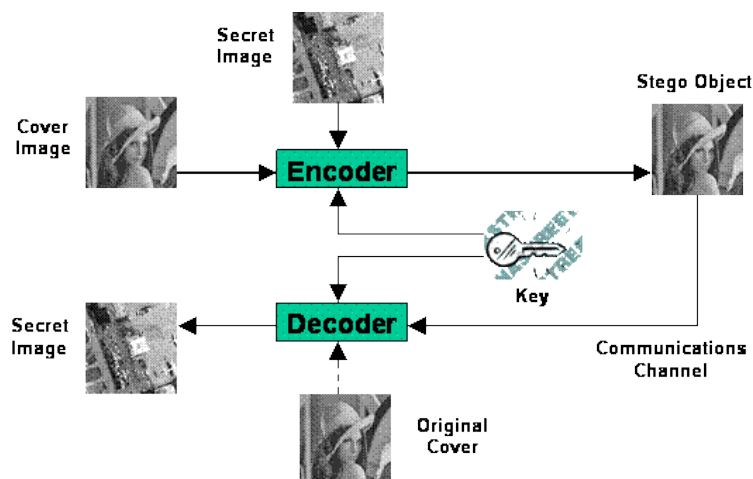 Secret
Image
Stego Object
Cover
Image
Encoder
Key
Secret
Image
Decoder
Communications
Channel
Original
Cover